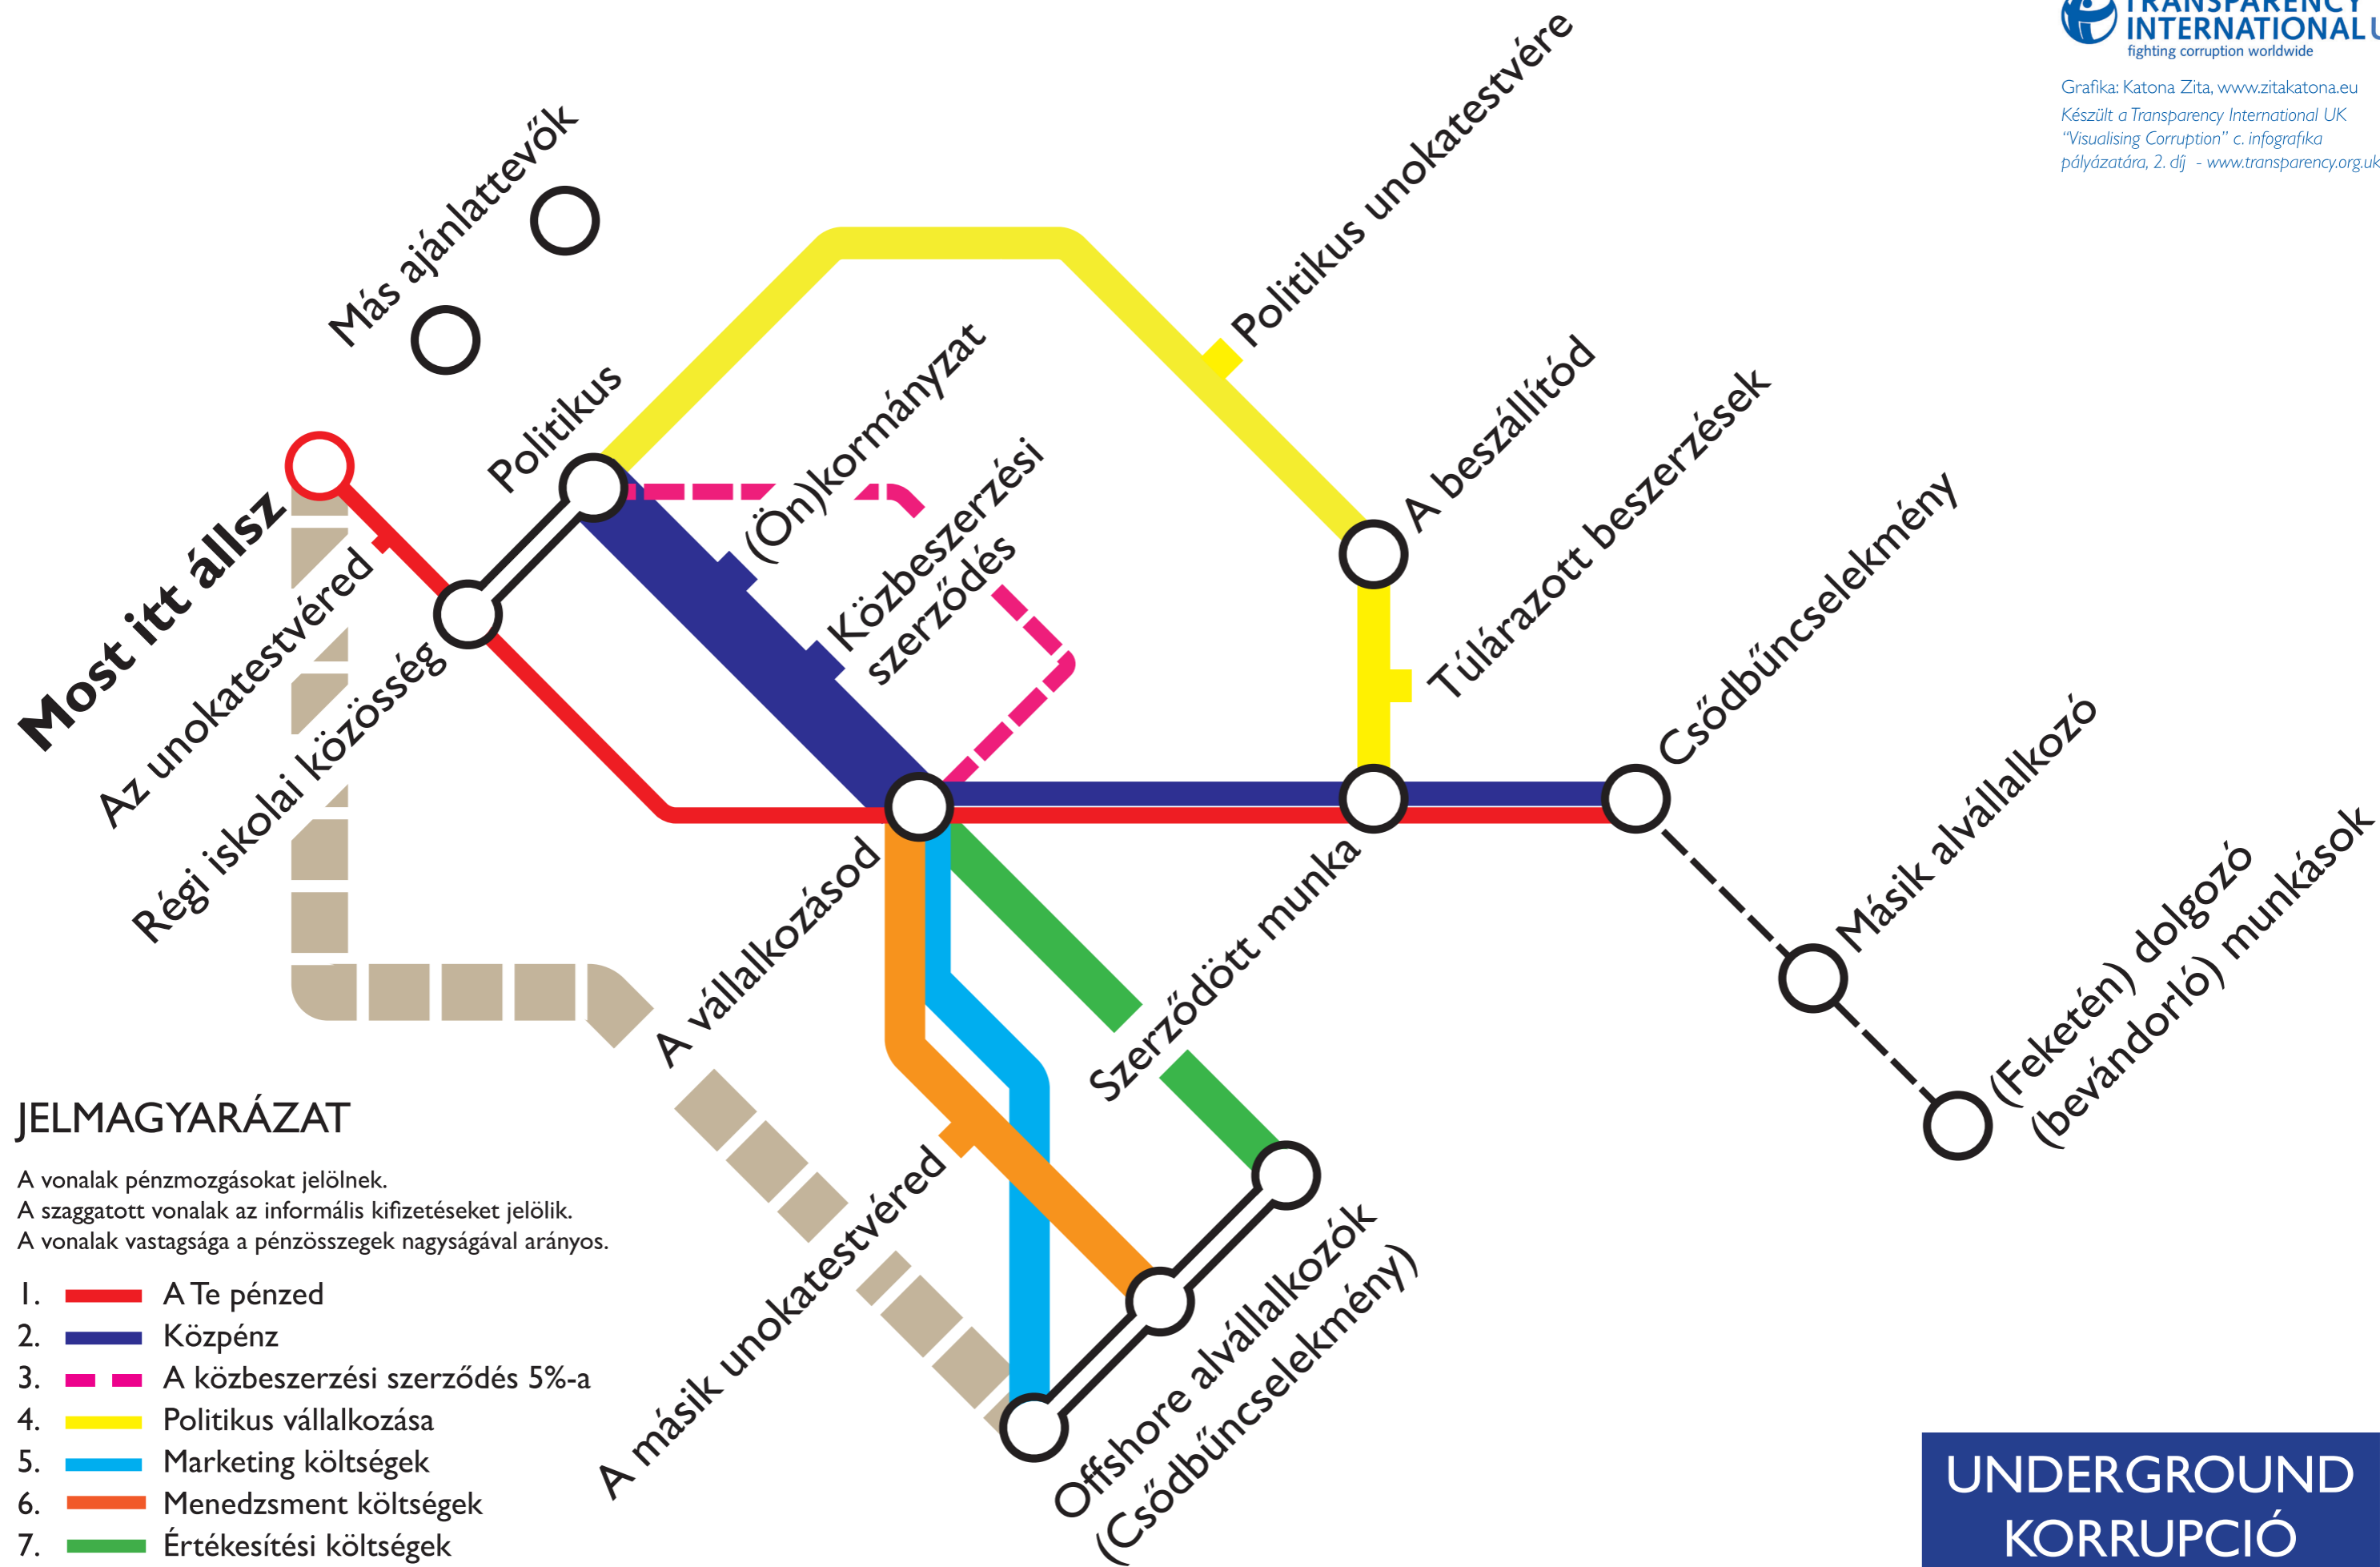 TRANSPARENCY
INTERNATIONAL
fighting corruption worldwide
Grafika: Katona Zita, www.zitakatona.eu
Készült a Transparency International UK
“Visualising Corruption” c. infografika
pályázatára, 2. díj - www.transparency.org.uk
Más ajánlattevők
Politikus unokatestvére
Politikus
(Ön)kormányzat
Közbeszerzési
szerződés
A beszállítód
Túlárazott beszerzések
Most itt állsz
Az unokatestvéred
Régi iskolai közösség
Csődbűncselekmény
Másik alvállalkozó
(Feketén) dolgozó
(bevándorló) munkások
A vállalkozásod
Szerződött munka
A másik unokatestvéred
Offshore alvállalkozók
(Csődbűncselekmény)
JELMAGYARÁZAT
A vonalak pénzmozgásokat jelölnek.
A szaggatott vonalak az informális kifizetéseket jelölik.
A vonalak vastagsága a pénzösszegek nagyságával arányos.
1. A Te pénzed
2. Közpénz
3. A közbeszerzési szerződés 5%-a
4. Politikus vállalkozása
5. Marketing költségek
6. Menedzsment költségek
7. Értékesítési költségek
UNDERGROUND
KORRUPCIÓ